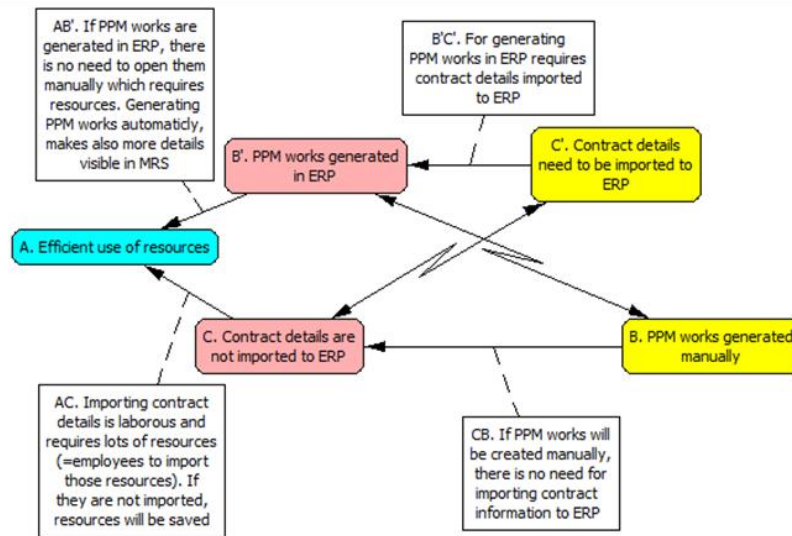 AB'. If PPM works are
generated in ERP, there
is no need to open them
manually which requires
resources. Generating
PPM works automaticly,
makes also more details
visible in MRS
B'C'. For generating
PPM works in ERP requires
contract details imported
to ERP
B'. PPM works generated
in ERP
C'. Contract details
need to be imported to
ERP
A. Efficient use of resources
C. Contract details are
not imported to ERP
B. PPM works generated
manually
AC. Importing contract
details is laborous and
requires lots of resources
(=employees to import
those resources). If
they are not imported,
resources will be saved
CB. If PPM works will
be created manually,
there is no need for
importing contract
information to ERP